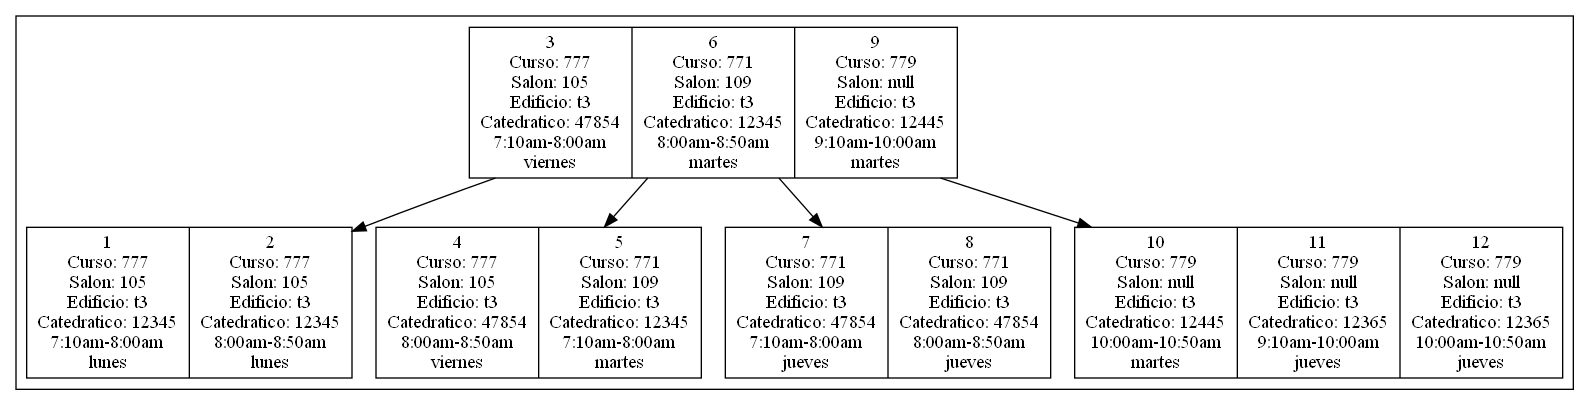 3
Curso: 777
Salon: 105
Edificio: t3
Catedratico: 47854
7:10am-8:00am
viernes
6
Curso: 771
Salon: 109
Edificio: t3
Catedratico: 12345
8:00am-8:50am
martes
9
Curso: 779
Salon: null
Edificio: t3
Catedratico: 12445
9:10am-10:00am
martes
1
Curso: 777
Salon: 105
Edificio: t3
Catedratico: 12345
7:10am-8:00am
lunes
2
Curso: 777
Salon: 105
Edificio: t3
Catedratico: 12345
8:00am-8:50am
lunes
4
Curso: 777
Salon: 105
Edificio: t3
Catedratico: 47854
8:00am-8:50am
viernes
5
Curso: 771
Salon: 109
Edificio: t3
Catedratico: 12345
7:10am-8:00am
martes
7
Curso: 771
Salon: 109
Edificio: t3
Catedratico: 47854
7:10am-8:00am
jueves
8
Curso: 771
Salon: 109
Edificio: t3
Catedratico: 47854
8:00am-8:50am
jueves
10
Curso: 779
Salon: null
Edificio: t3
Catedratico: 12445
10:00am-10:50am
martes
11
Curso: 779
Salon: null
Edificio: t3
Catedratico: 12365
9:10am-10:00am
jueves
12
Curso: 779
Salon: null
Edificio: t3
Catedratico: 12365
10:00am-10:50am
jueves